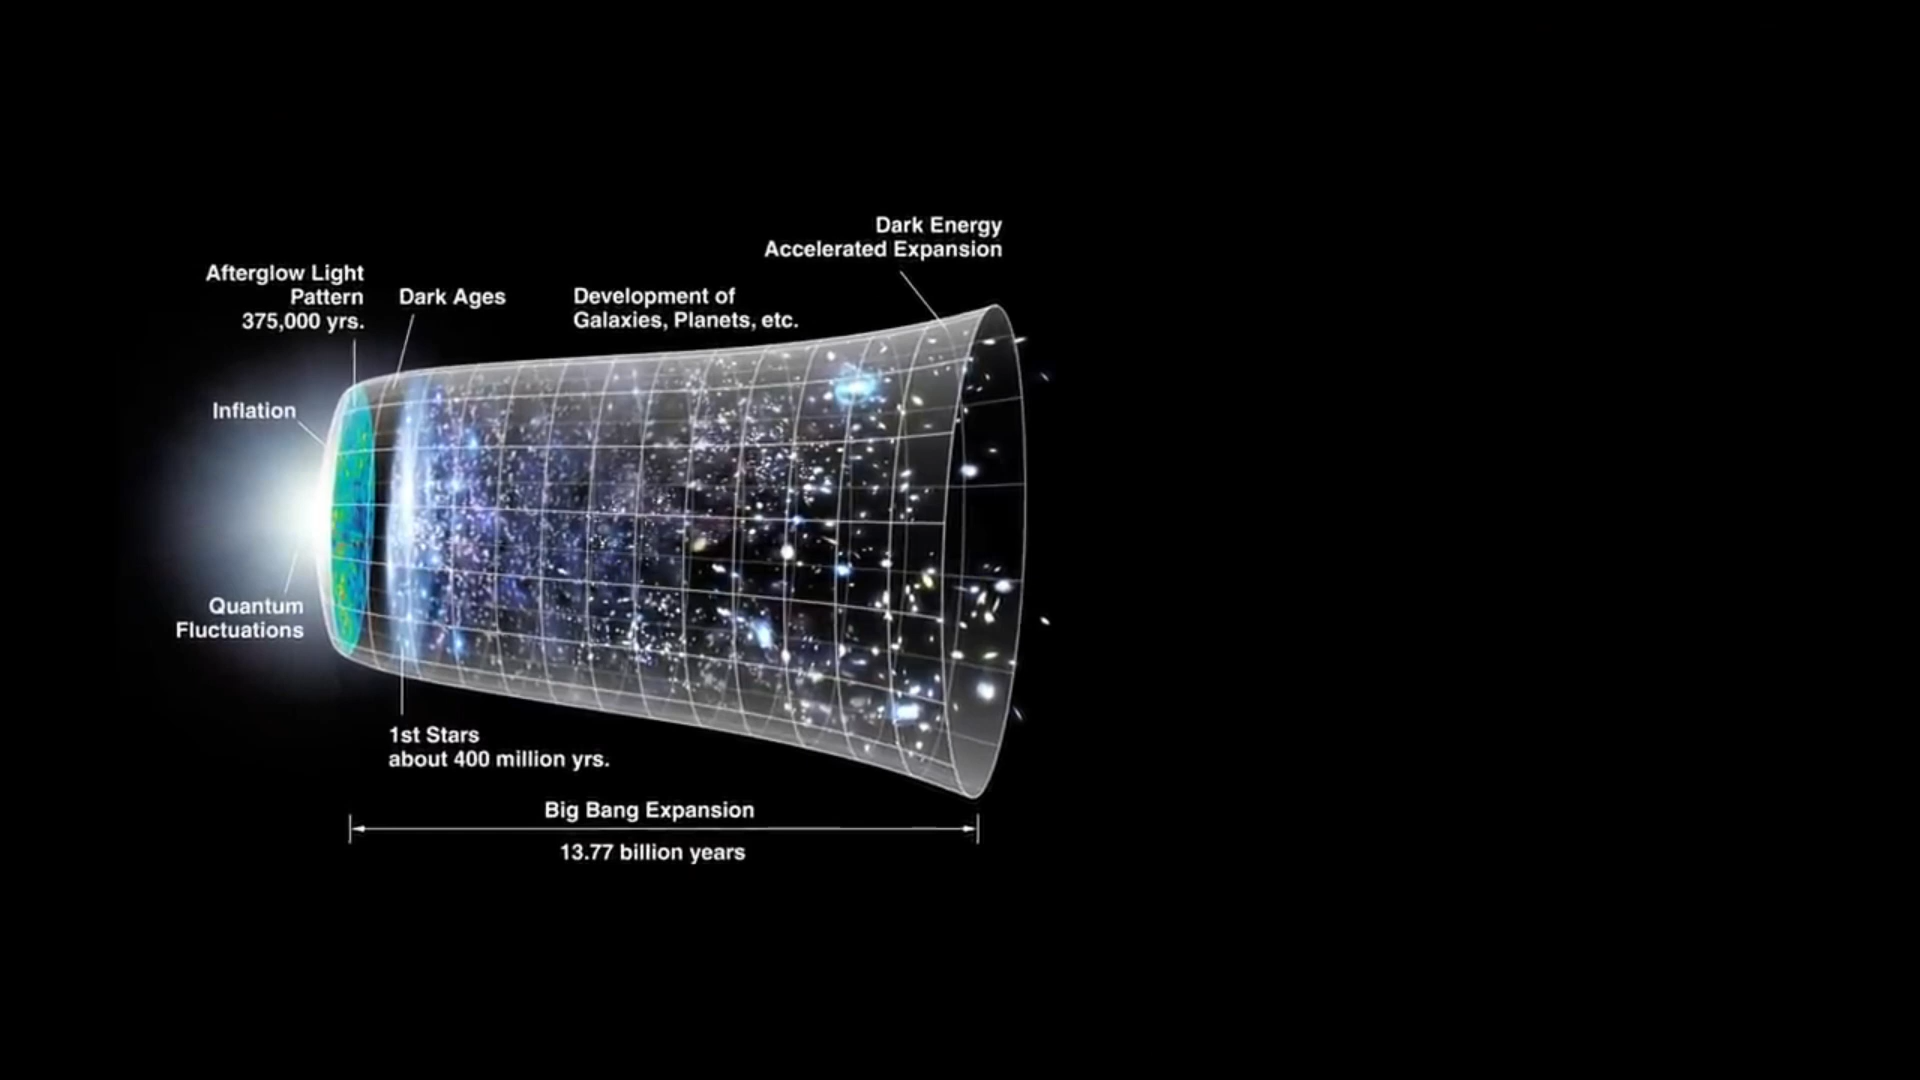 Dark Energy
Accelerated Expansion
Afterglow Light
Pattern
375,000 yrs.
Dark Ages
Development of
Galaxies, Planets, etc.
Inflation
Quantum
Fluctuations
1st Stars
about 400 million yrs.
Big Bang Expansion
13.77 billion years